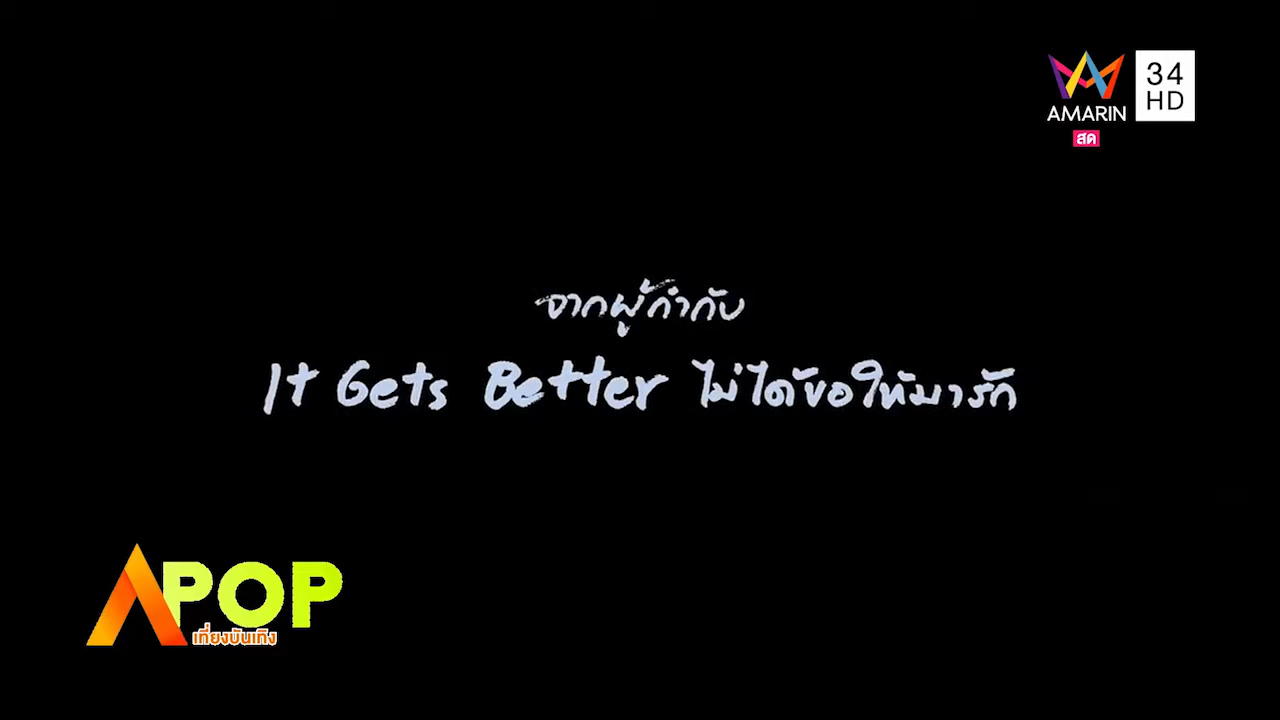 AMARIN
34
HD
สด
จากผู้กำกับ
It Gets Better ไม่ได้ขอให้มารัก
APOP
เที่ยงบันเทิง